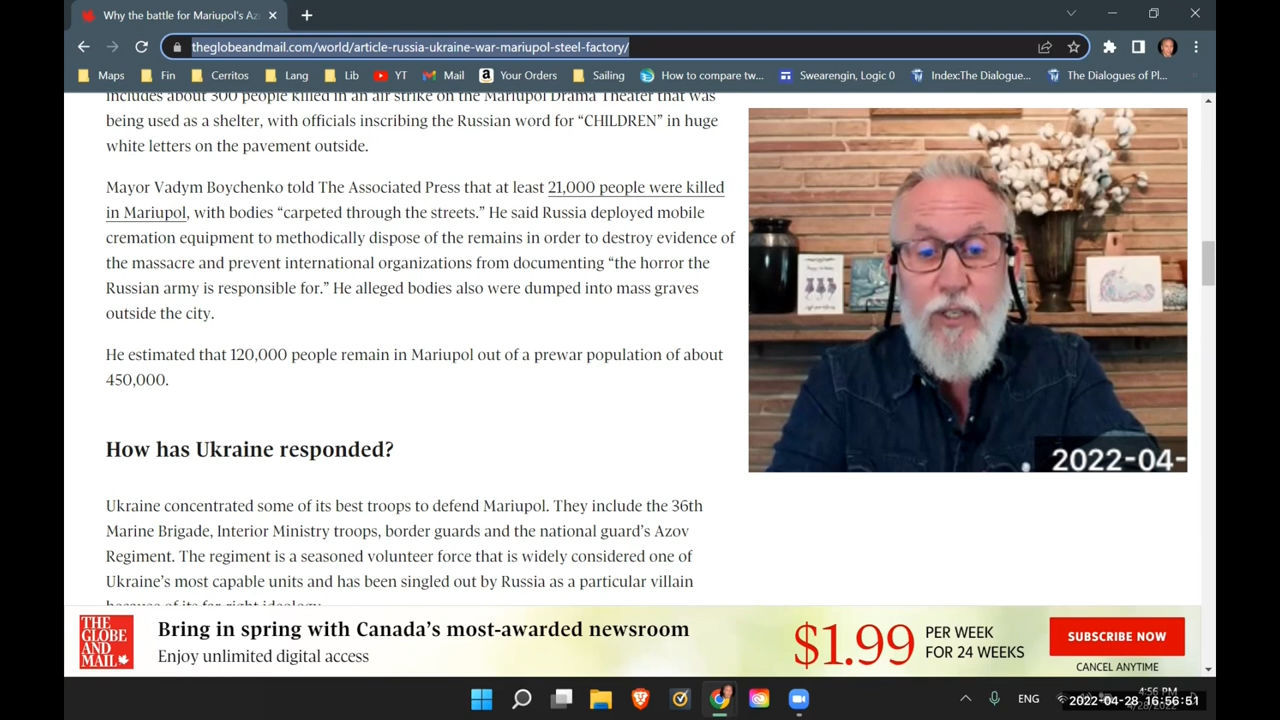 Why the battle for Mariupol's Az
theglobeandmail.com/world/article-russia-ukraine-war-mariupol-steel-factory/
Maps Fin Cerritos Lang Lib YT Mail Your Orders Sailing How to compare tw... Swearengin, Logic 0 Index:The Dialogue... The Dialogues of Pl...
includes about 300 people killed in an air strike on the Mariupol Drama Theater that was
being used as a shelter, with officials inscribing the Russian word for “CHILDREN” in huge
white letters on the pavement outside.
Mayor Vadym Boychenko told The Associated Press that at least 21,000 people were killed
in Mariupol, with bodies “carpeted through the streets.” He said Russia deployed mobile
cremation equipment to methodically dispose of the remains in order to destroy evidence of
the massacre and prevent international organizations from documenting “the horror the
Russian army is responsible for.” He alleged bodies also were dumped into mass graves
outside the city.
He estimated that 120,000 people remain in Mariupol out of a prewar population of about
450,000.
How has Ukraine responded?
Ukraine concentrated some of its best troops to defend Mariupol. They include the 36th
Marine Brigade, Interior Ministry troops, border guards and the national guard’s Azov
Regiment. The regiment is a seasoned volunteer force that is widely considered one of
Ukraine’s most capable units and has been singled out by Russia as a particular villain
because of its far-right ideology
2022-04-
THE
GLOBE
AND
MAIL
Bring in spring with Canada’s most-awarded newsroom
Enjoy unlimited digital access
$1.99
PER WEEK
FOR 24 WEEKS
SUBSCRIBE NOW
CANCEL ANYTIME
ENG
4:56 PM
2022-04-28 16:56:51